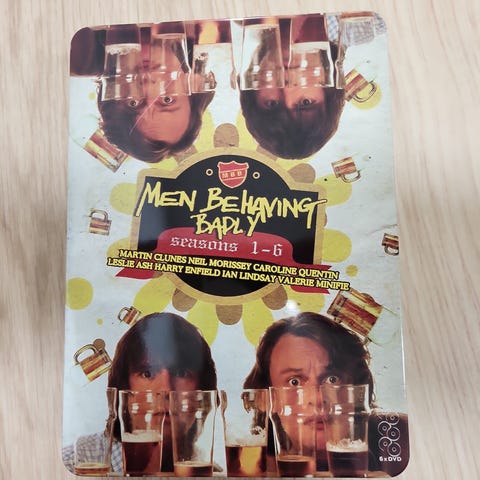 MBB
MEN BEHAVING
BADLY
seasons 1-6
MARTIN CLUNES NEIL MORISSEY CAROLINE QUENTIN
LESLIE ASH HARRY ENFIELD IAN LINDSAY VALERIE MINIFIE
6xDVD